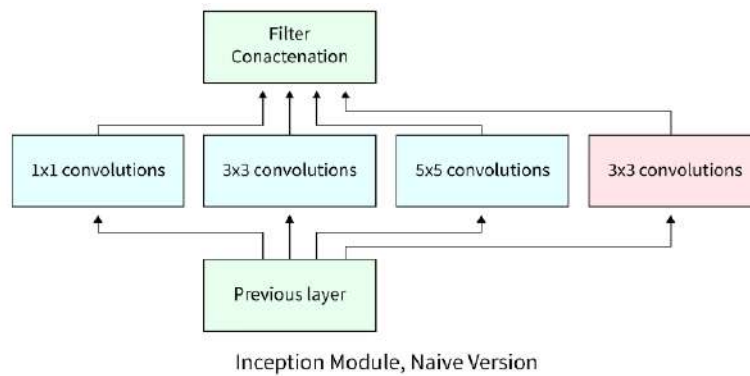 Filter
Conactenation
1x1 convolutions
3x3 convolutions
5x5 convolutions
3x3 convolutions
Previous layer
Inception Module, Naive Version